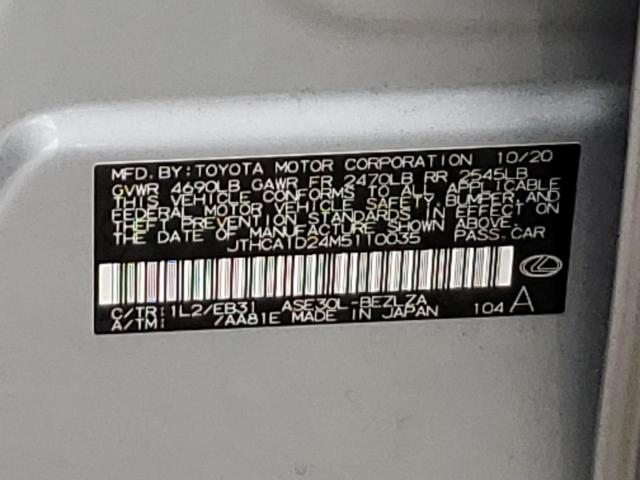 MFD. BY: TOYOTA MOTOR CORPORATION 10/20
GVWR 4690LB GAWR FR 2470LB RR 2545LB
THIS VEHICLE CONFORMS TO ALL APPLICABLE
FEDERAL MOTOR VEHICLE SAFETY, BUMPER, AND
THEFT PREVENTION STANDARDS IN EFFECT ON
THE DATE OF MANUFACTURE SHOWN ABOVE.
JTHCA1D24M5110035 PASS. CAR
C/TR: 1L2/EB31 ASE30L-BEZLZA
A/TM: /AA81E MADE IN JAPAN 104 A